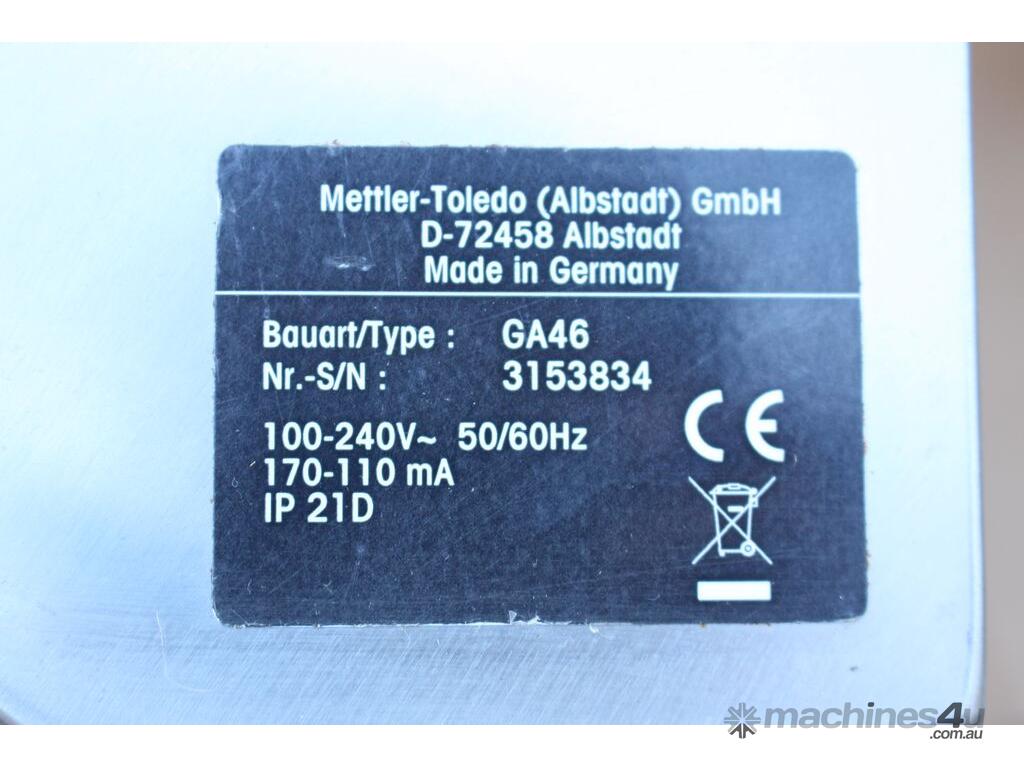 Mettler-Toledo (Albstadt) GmbH
D-72458 Albstadt
Made in Germany
Bauart/Type : GA46
Nr.-S/N : 3153834
100-240V~ 50/60Hz
170-110 mA
IP 21D
CE
machines4u
.com.au